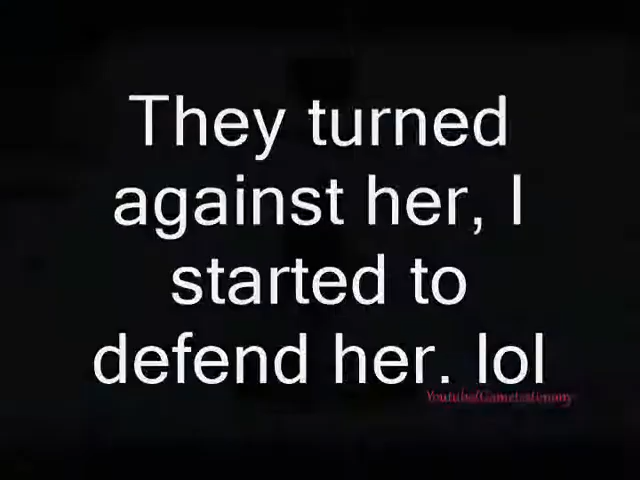 They turned
against her, I
started to
defend her. lol